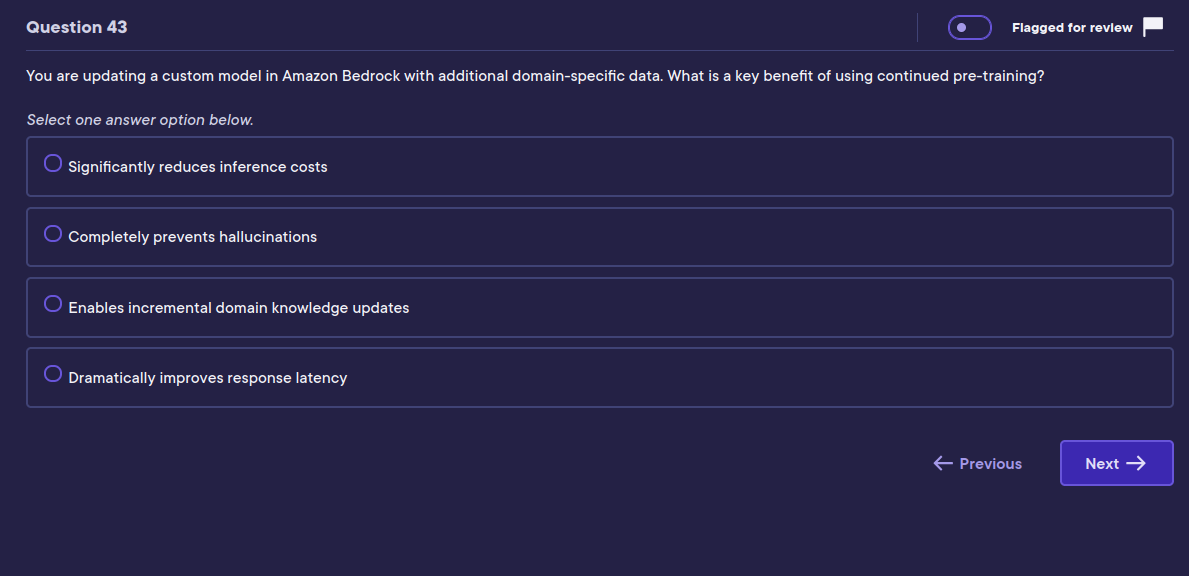 Question 43
Flagged for review
You are updating a custom model in Amazon Bedrock with additional domain-specific data. What is a key benefit of using continued pre-training?
Select one answer option below.
Significantly reduces inference costs
Completely prevents hallucinations
Enables incremental domain knowledge updates
Dramatically improves response latency
Previous
Next